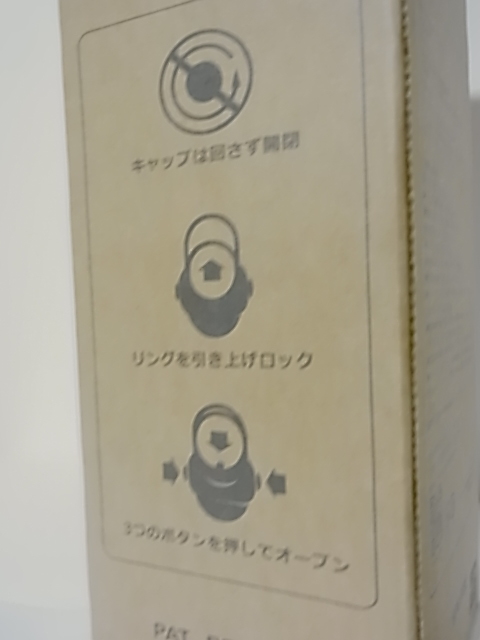 キャップは回さず開閉
リングを引き上げロック
3つのボタンを押してオープン
PAT.